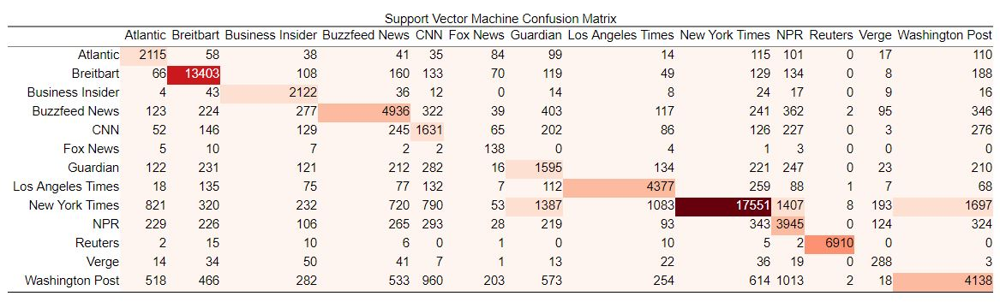 Support Vector Machine Confusion Matrix
Atlantic Breitbart Business Insider Buzzfeed News CNN Fox News Guardian Los Angeles Times New York Times NPR Reuters Verge Washington Post
Atlantic 2115 58 38 41 35 84 99 14 115 101 0 17 110
Breitbart 66 13403 108 160 133 70 119 49 129 134 0 8 188
Business Insider 4 43 2122 36 12 0 14 8 24 17 0 9 16
Buzzfeed News 123 224 277 4936 322 39 403 117 241 362 2 95 346
CNN 52 146 129 245 1631 65 202 86 126 227 0 3 276
Fox News 5 10 7 2 2 138 0 4 1 3 0 0 2
Guardian 122 231 121 212 282 16 1595 134 221 247 0 23 210
Los Angeles Times 18 135 75 77 132 7 112 4377 259 88 1 7 68
New York Times 821 320 232 720 790 53 1387 1083 17551 1407 8 193 1697
NPR 229 226 106 265 293 28 219 93 343 3945 0 124 324
Reuters 2 15 10 6 0 1 0 10 5 2 6910 0 0
Verge 14 34 50 41 7 1 13 22 36 19 0 288 3
Washington Post 518 466 282 533 960 203 573 254 614 1013 2 18 4138